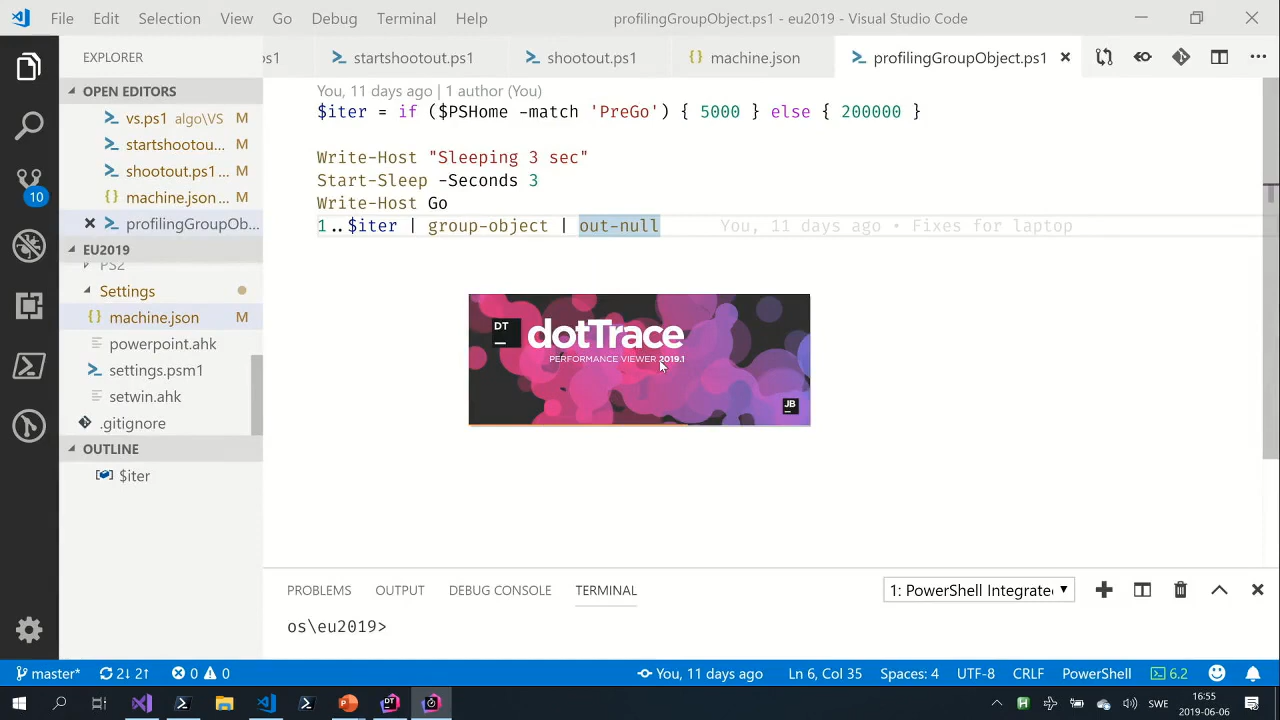 File Edit Selection View Go Debug Terminal Help
profilingGroupObject.ps1 - eu2019 - Visual Studio Code
EXPLORER
os1
startshootout.ps1
shootout.ps1
machine.json
profilingGroupObject.ps1
OPEN EDITORS
vs.ps1 algo\VS M
startshootou... M
shootout.ps1... M
machine.json... M
profilingGroupOb...
EU2019
PS2
Settings
machine.json M
powerpoint.ahk
settings.psm1
setwin.ahk
.gitignore
OUTLINE
$iter
10
You, 11 days ago | 1 author (You)
$iter = if ($PSHome -match 'PreGo') { 5000 } else { 200000 }
Write-Host "Sleeping 3 sec"
Start-Sleep -Seconds 3
Write-Host Go
1..$iter | group-object | out-null You, 11 days ago • Fixes for laptop
DT
dotTrace
PERFORMANCE VIEWER 2019.1
JB
PROBLEMS OUTPUT DEBUG CONSOLE TERMINAL
1: PowerShell Integrate
os\eu2019>
master* 2↓ 2↑ 0 0
You, 11 days ago Ln 6, Col 35 Spaces: 4 UTF-8 CRLF PowerShell 6.2
SWE
16:55
2019-06-06